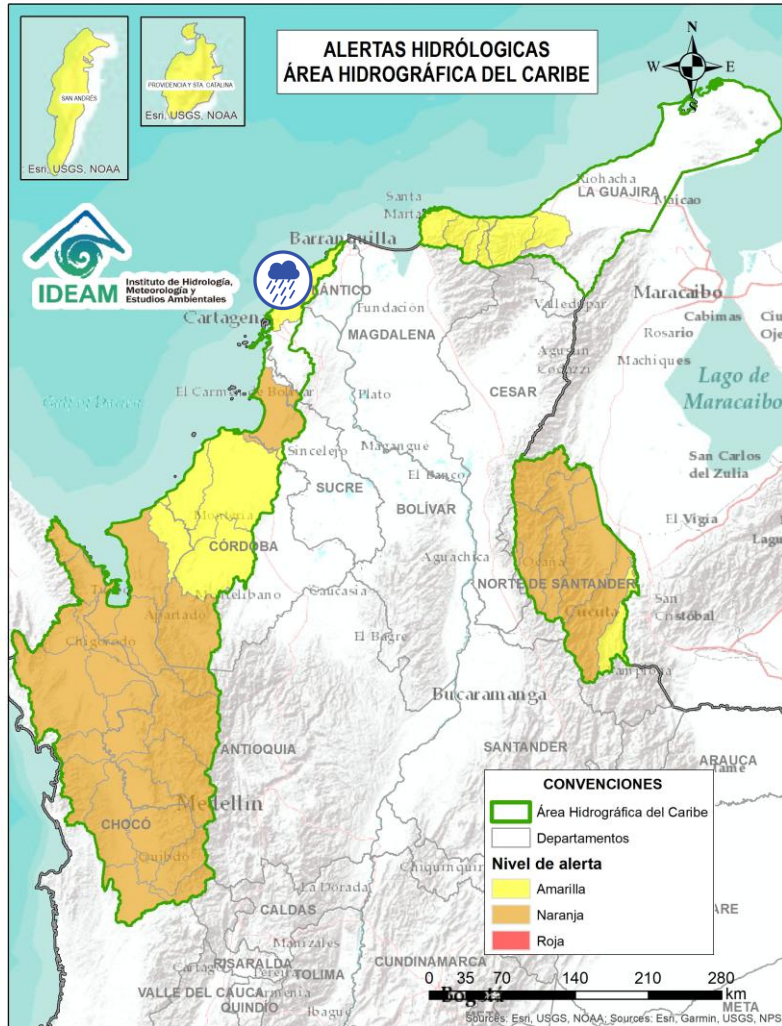 ALERTAS HIDRÓLOGICAS
ÁREA HIDROGRÁFICA DEL CARIBE
N
W
E
S
SAN ANDRÉS
Esri, USGS, NOAA
PROVIDENCIA Y STA. CATALINA
Esri, USGS, NOAA
IDEAM
Instituto de Hidrología,
Meteorología y
Estudios Ambientales
Riohacha
LA GUAJIRA
Maicao
Santa
Marta
Barranquilla
Cartagena
Fundación
MAGDALENA
Valledupar
Maracaibo
Cabimas
Rosario
Machiques
Agustín
Codazzi
CESAR
Lago de
Maracaibo
El Carmen de Bolívar
Plato
Sincelejo
Magangué
El Banco
San Carlos
del Zulia
SUCRE
BOLÍVAR
Montería
CÓRDOBA
El Vigía
Aguachica
Ocaña
NORTE DE SANTANDER
Montelíbano
Caucasia
Cúcuta
San
Cristóbal
Apartadó
El Bagre
Chigorodó
Pamplona
Bucaramanga
ANTIOQUIA
SANTANDER
ARAUCA
Medellín
CHOCÓ
Quibdó
La Dorada
CALDAS
Manizales
RISARALDA
TOLIMA
CUNDINAMARCA
VALLE DEL CAUCA
Armenia
QUINDÍO
Ibagué
Bogotá
META
CONVENCIONES
Área Hidrográfica del Caribe
Departamentos
Nivel de alerta
Amarilla
Naranja
Roja
0 35 70 140 210 280
km
Sources: Esri, USGS, NOAA; Sources: Esri, Garmin, USGS, NPS